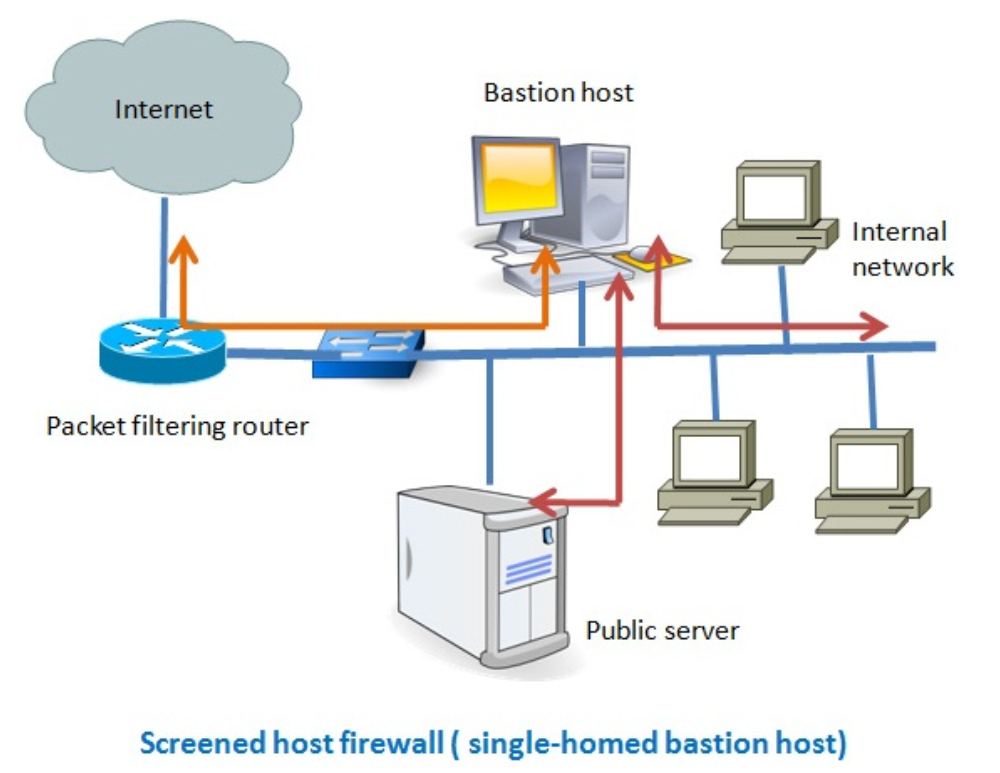 Internet
Bastion host
Internal
network
Packet filtering router
Public server
Screened host firewall ( single-homed bastion host)